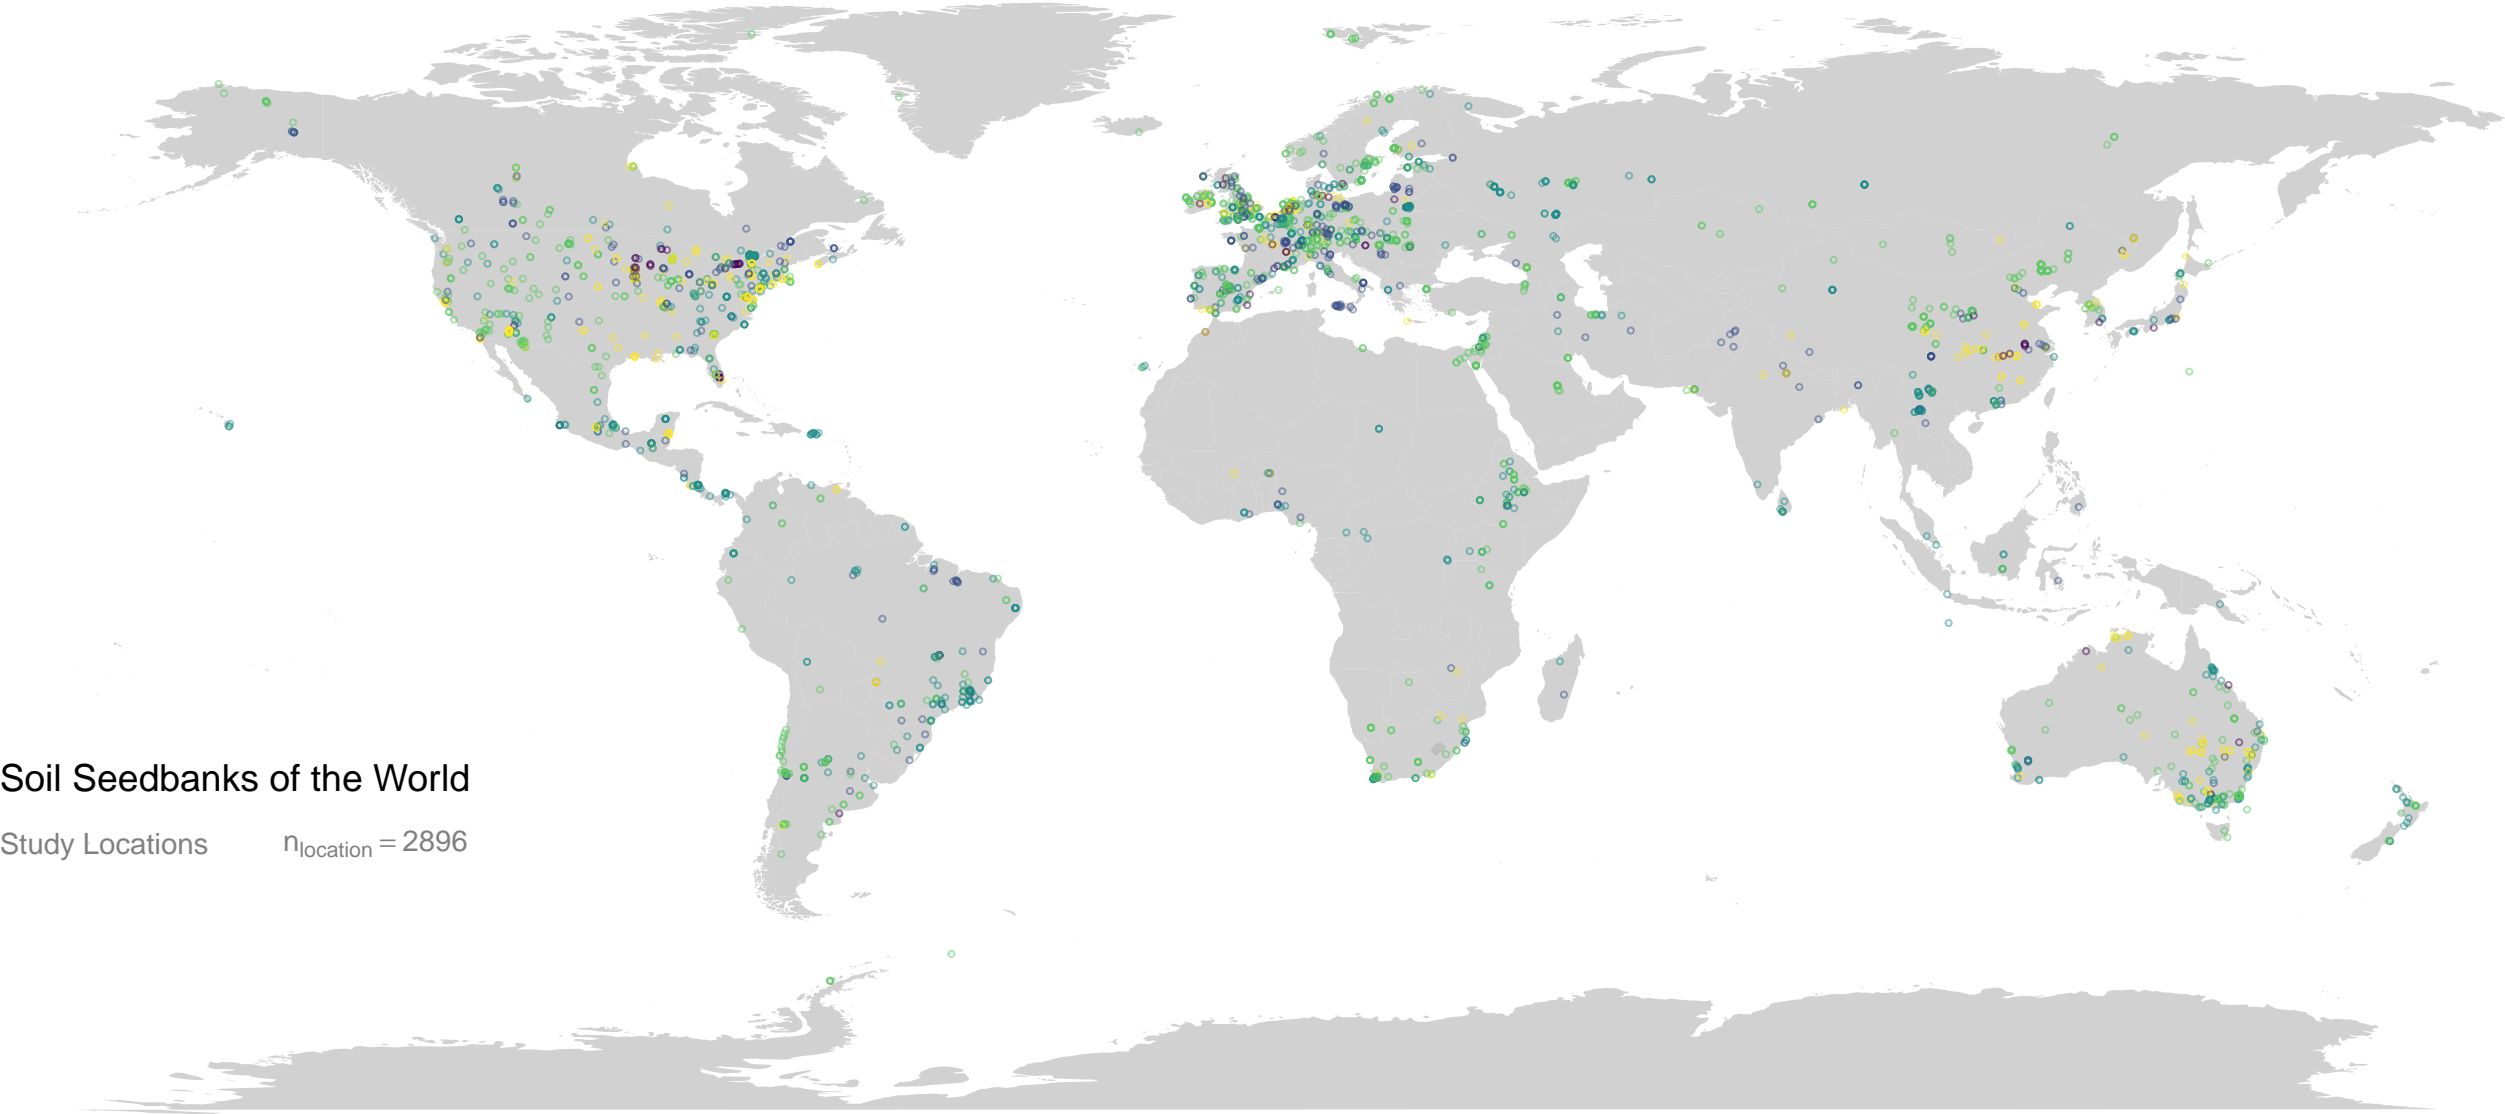 Soil Seedbanks of the World
Study Locations n_location = 2896